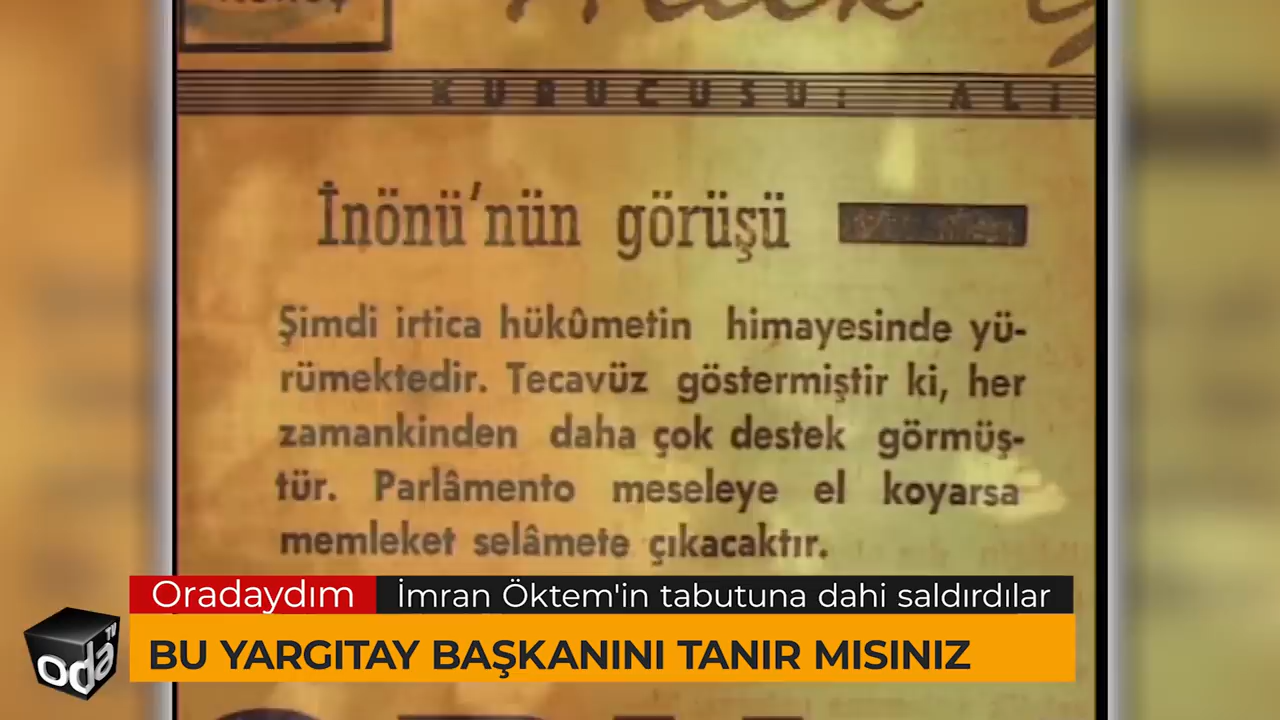 KURUCUSU: ALİ
İnönü'nün görüşü
Şimdi irtica hükûmetin himayesinde yü-
rümektedir. Tecavüz göstermiştir ki, her
zamankinden daha çok destek görmüş-
tür. Parlâmento meseleye el koyarsa
memleket selâmete çıkacaktır.
Oradaydım İmran Öktem'in tabutuna dahi saldırdılar
oda TV
BU YARGITAY BAŞKANINI TANIR MISINIZ